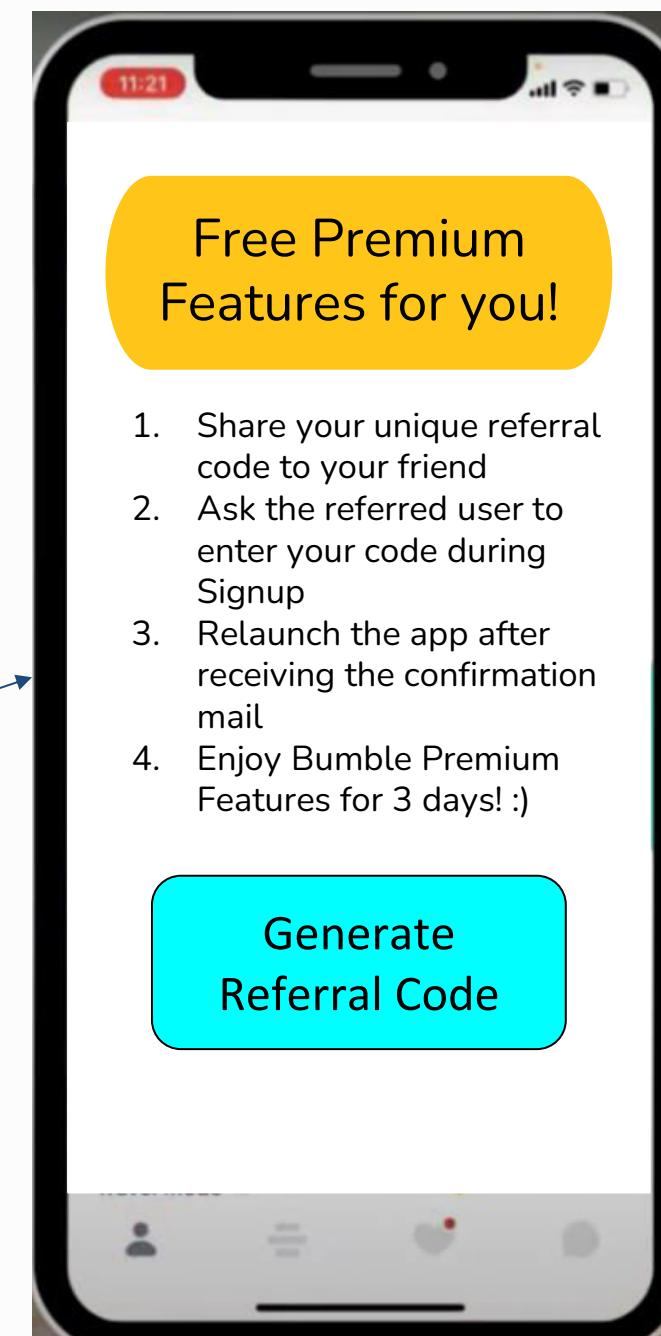 11:21
Free Premium
Features for you!
1. Share your unique referral
code to your friend
2. Ask the referred user to
enter your code during
Signup
3. Relaunch the app after
receiving the confirmation
mail
4. Enjoy Bumble Premium
Features for 3 days! :)
Generate
Referral Code